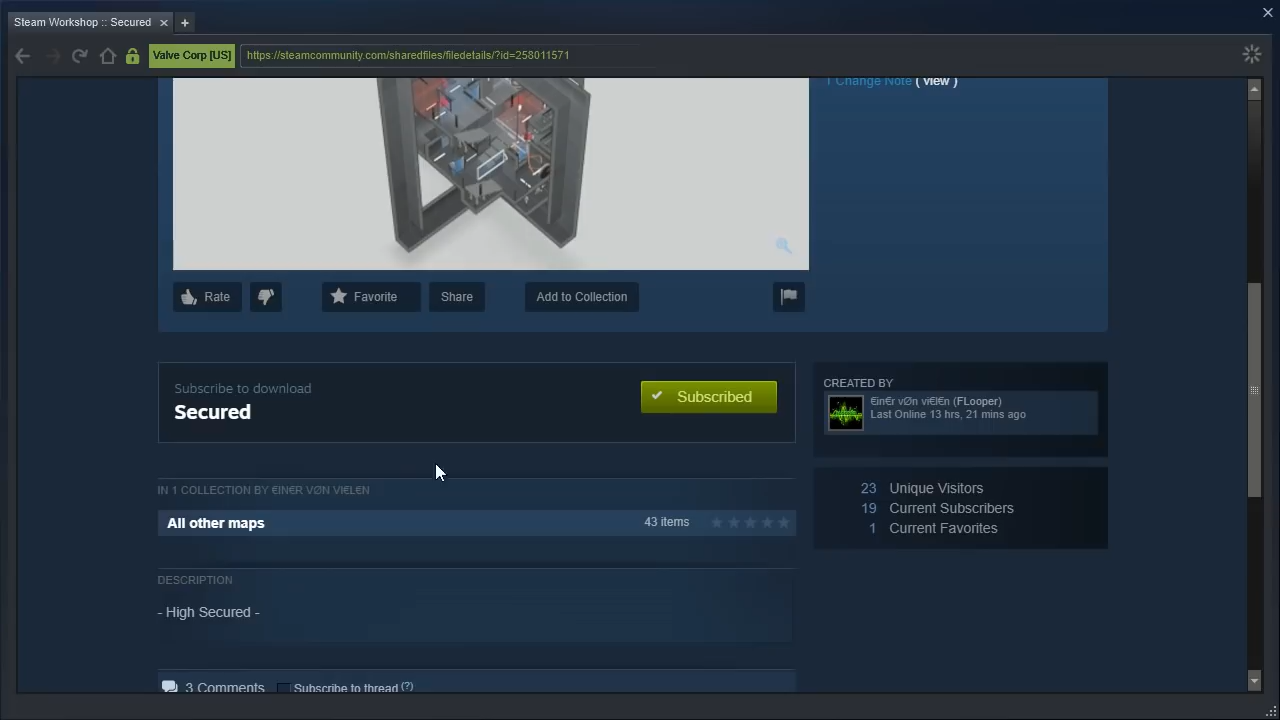 Steam Workshop :: Secured
Valve Corp [US]
https://steamcommunity.com/sharedfiles/filedetails/?id=258011571
1 Change Note ( view )
Rate
Favorite
Share
Add to Collection
Subscribe to download
Secured
Subscribed
CREATED BY
€in€r vØn vi€l€n (FLooper)
Last Online 13 hrs, 21 mins ago
IN 1 COLLECTION BY €IN€R VØN VI€L€N
All other maps
43 items
23 Unique Visitors
19 Current Subscribers
1 Current Favorites
DESCRIPTION
- High Secured -
3 Comments
Subscribe to thread (?)